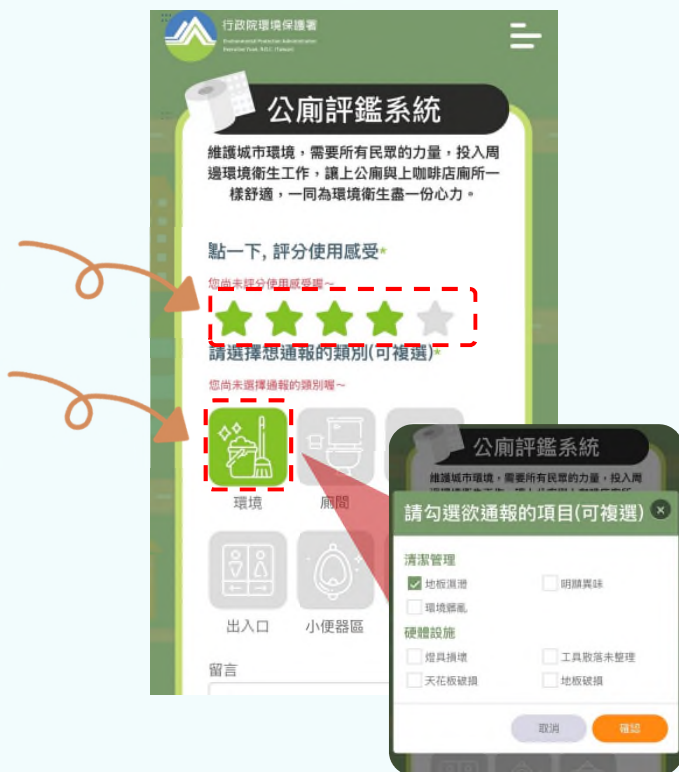 行政院環境保護署
Environmental Protection Administration
Executive Yuan, R.O.C. (Taiwan)
公廁評鑑系統
維護城市環境，需要所有民眾的力量，投入周
邊環境衛生工作，讓上公廁與上咖啡店廁所一
樣舒適，一同為環境衛生盡一份心力。
點一下, 評分使用感受*
您尚未評分使用感受喔～
請選擇想通報的類別(可複選)*
您尚未選擇通報的類別喔～
環境
廁間
出入口
小便器區
留言
公廁評鑑系統
維護城市環境，需要所有民眾的力量，投入周
請勾選欲通報的項目(可複選)
清潔管理
地板濕滑
明顯異味
環境髒亂
硬體設施
燈具損壞
工具散落未整理
天花板破損
地板破損
取消
確認